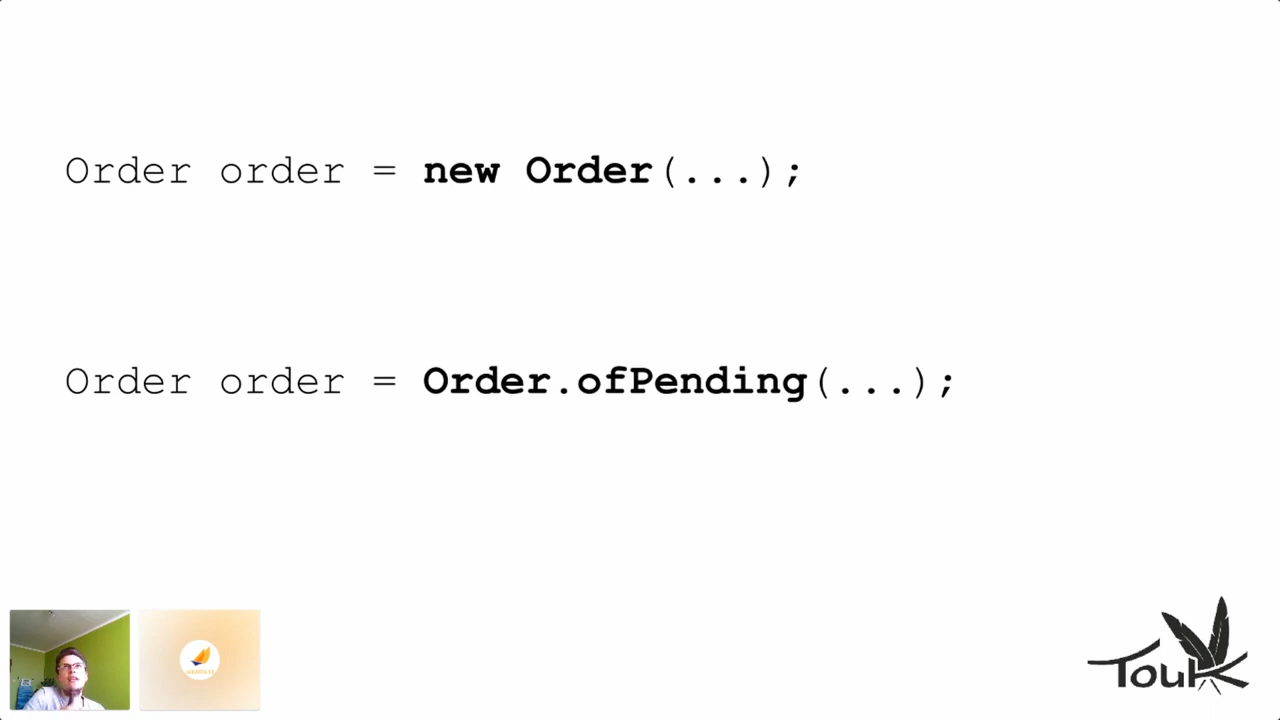 Order order = new Order(...);
Order order = Order.ofPending(...);
Touk